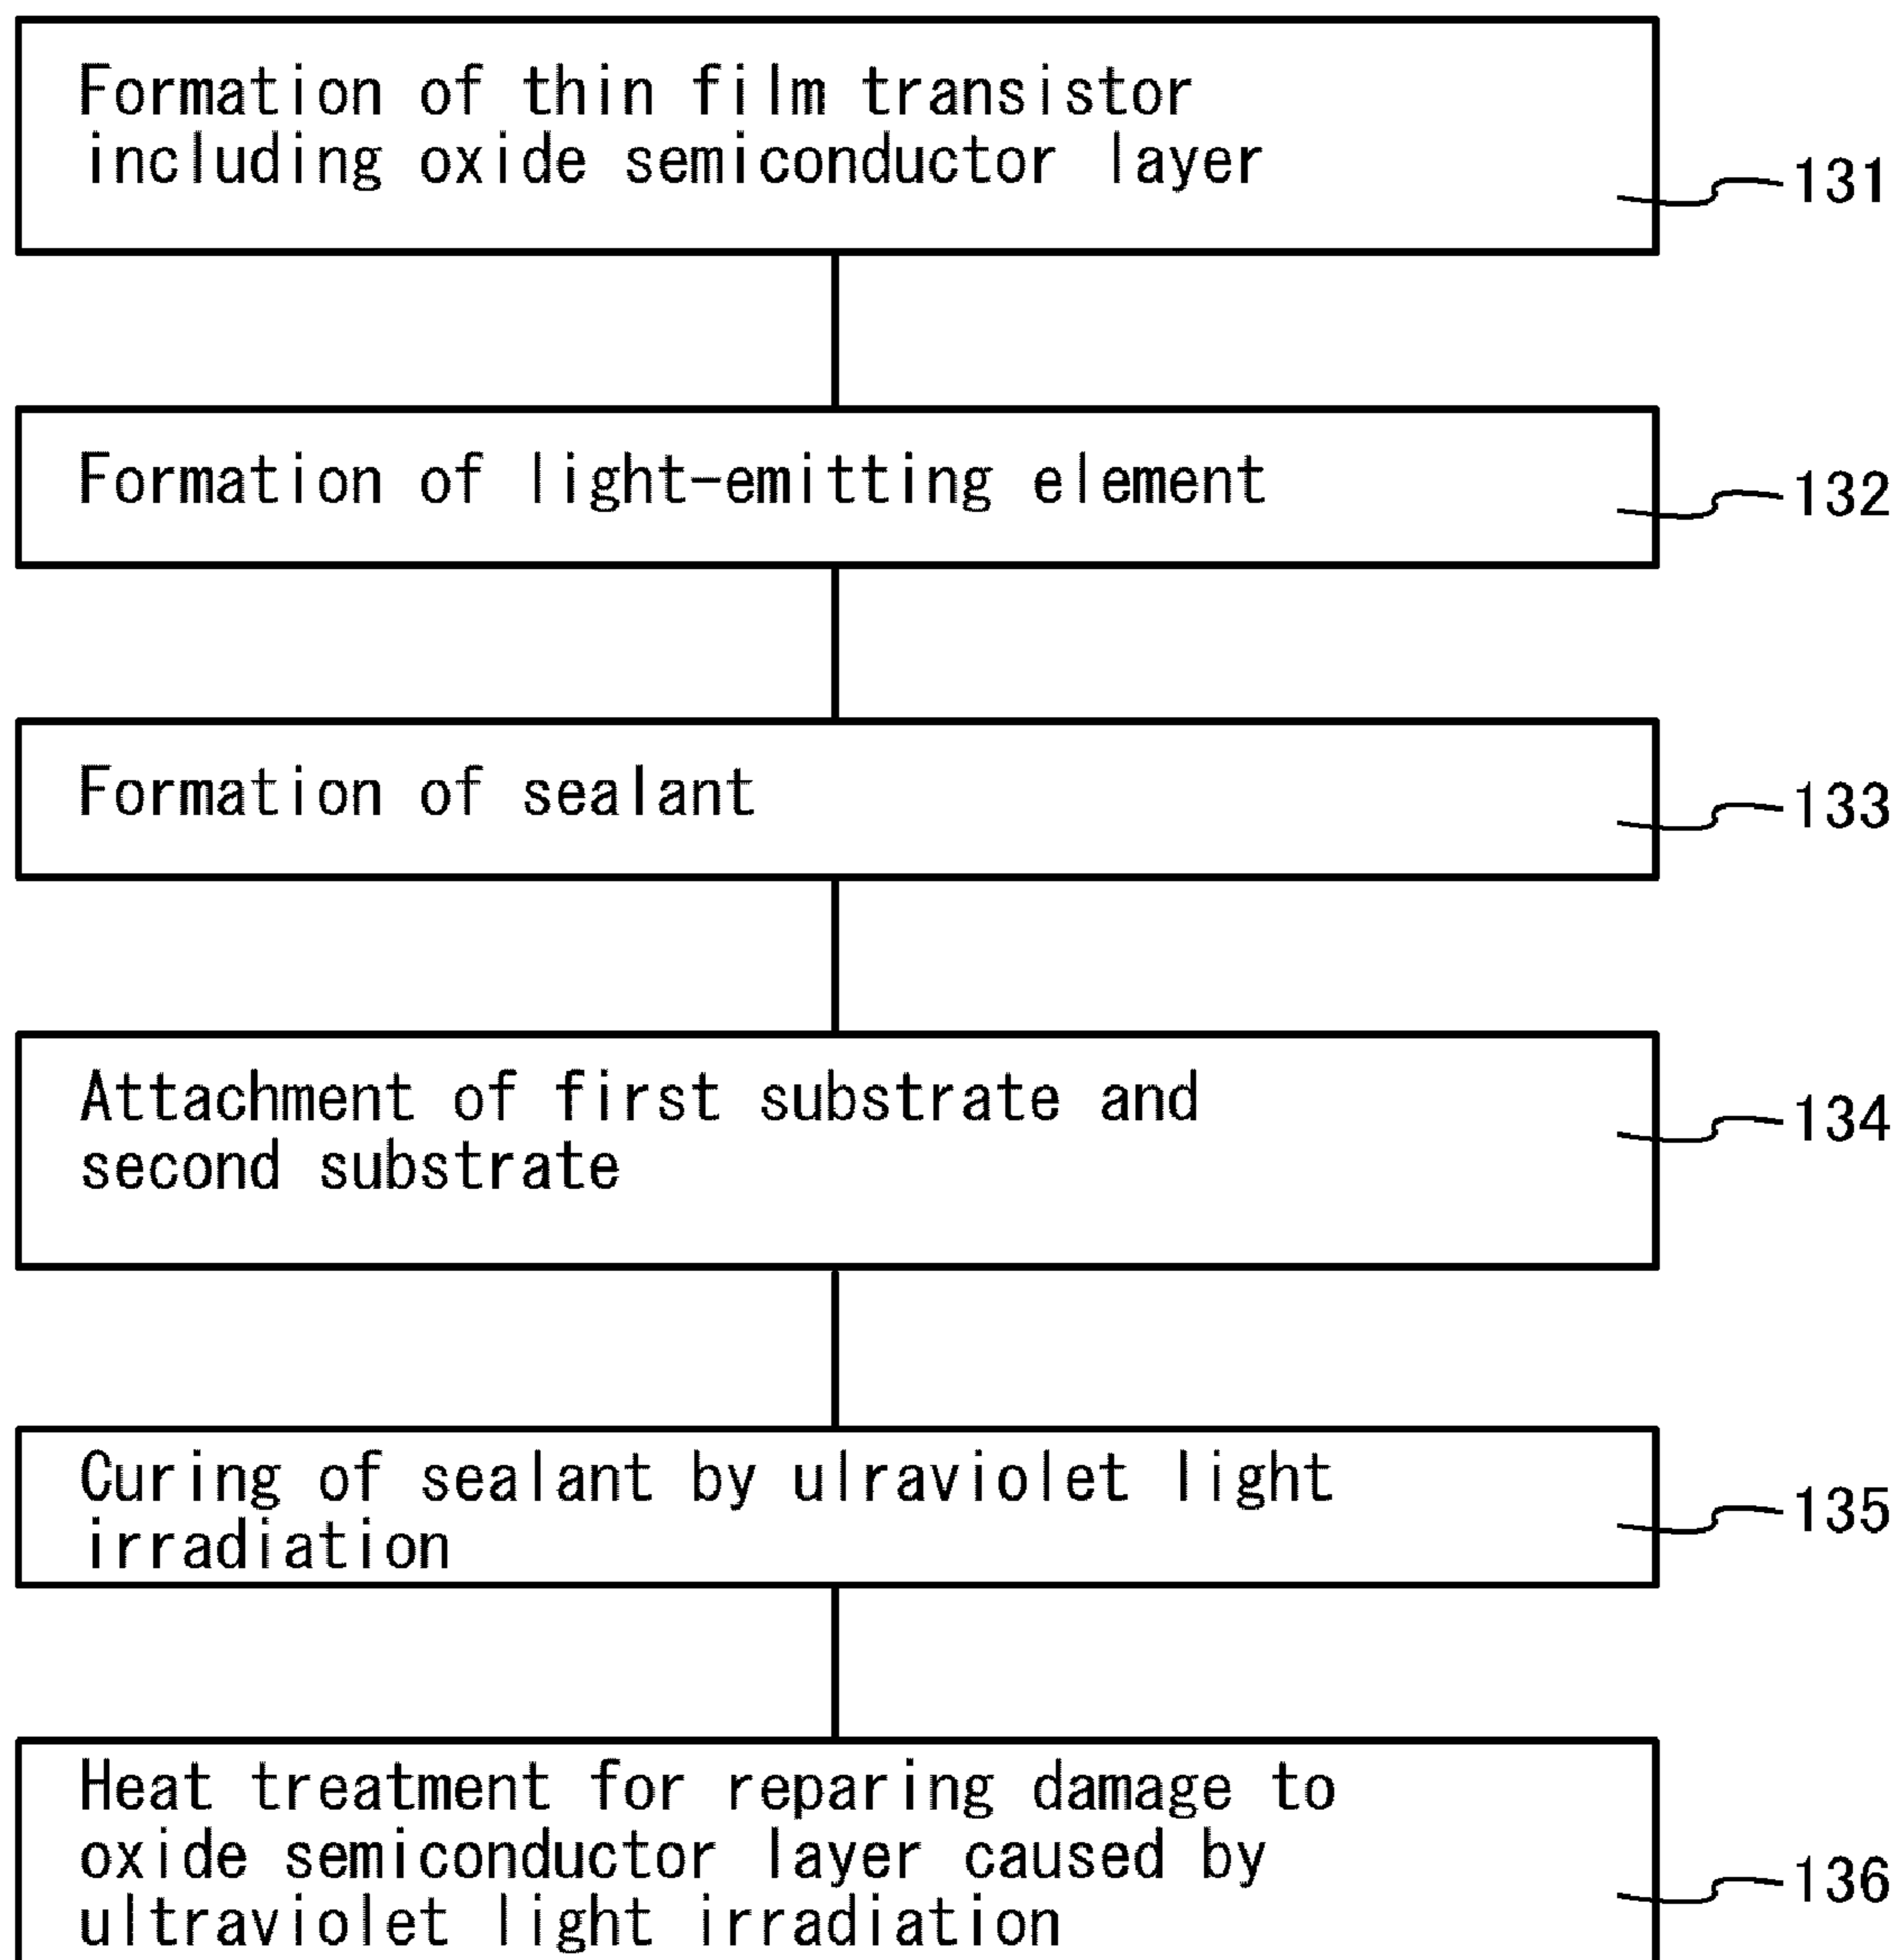 Formation of thin film transistor
including oxide semiconductor layer
131
Formation of light-emitting element
132
Formation of sealant
133
Attachment of first substrate and
second substrate
134
Curing of sealant by ulraviolet light
irradiation
135
Heat treatment for reparing damage to
oxide semiconductor layer caused by
ultraviolet light irradiation
136